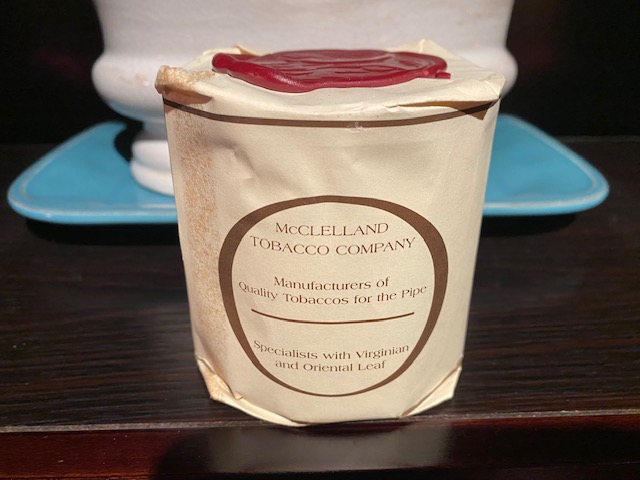 McCLELLAND
TOBACCO COMPANY
Manufacturers of
Quality Tobaccos for the Pipe
Specialists with Virginian
and Oriental Leaf